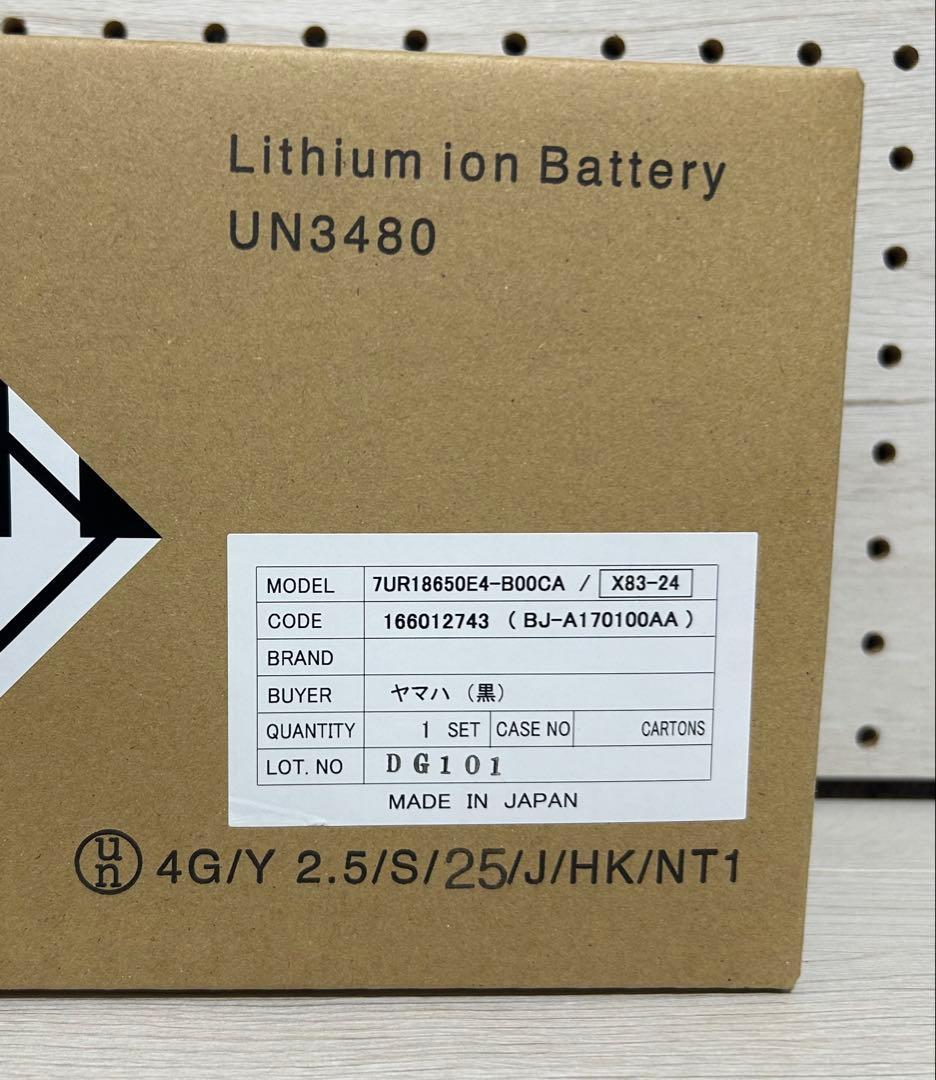 Lithium ion Battery
UN3480
MODEL 7UR18650E4-B00CA / X83-24
CODE 166012743 ( BJ-A170100AA )
BRAND
BUYER ヤマハ (黒)
QUANTITY 1 SET CASE NO CARTONS
LOT. NO DG101
MADE IN JAPAN
un 4G/Y 2.5/S/25/J/HK/NT1